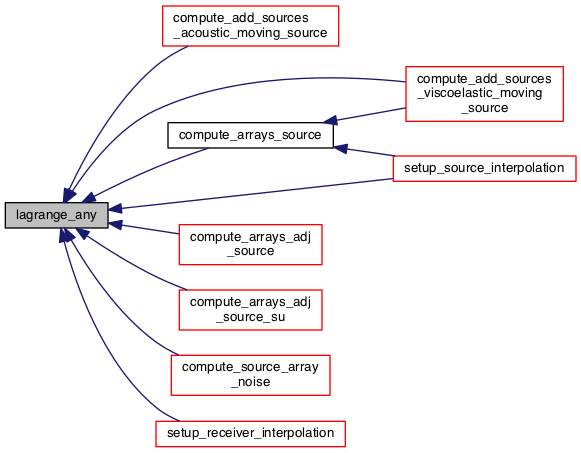 compute_add_sources
_acoustic_moving_source
compute_add_sources
_viscoelastic_moving
_source
compute_arrays_source
setup_source_interpolation
lagrange_any
compute_arrays_adj
_source
compute_arrays_adj
_source_su
compute_source_array
_noise
setup_receiver_interpolation